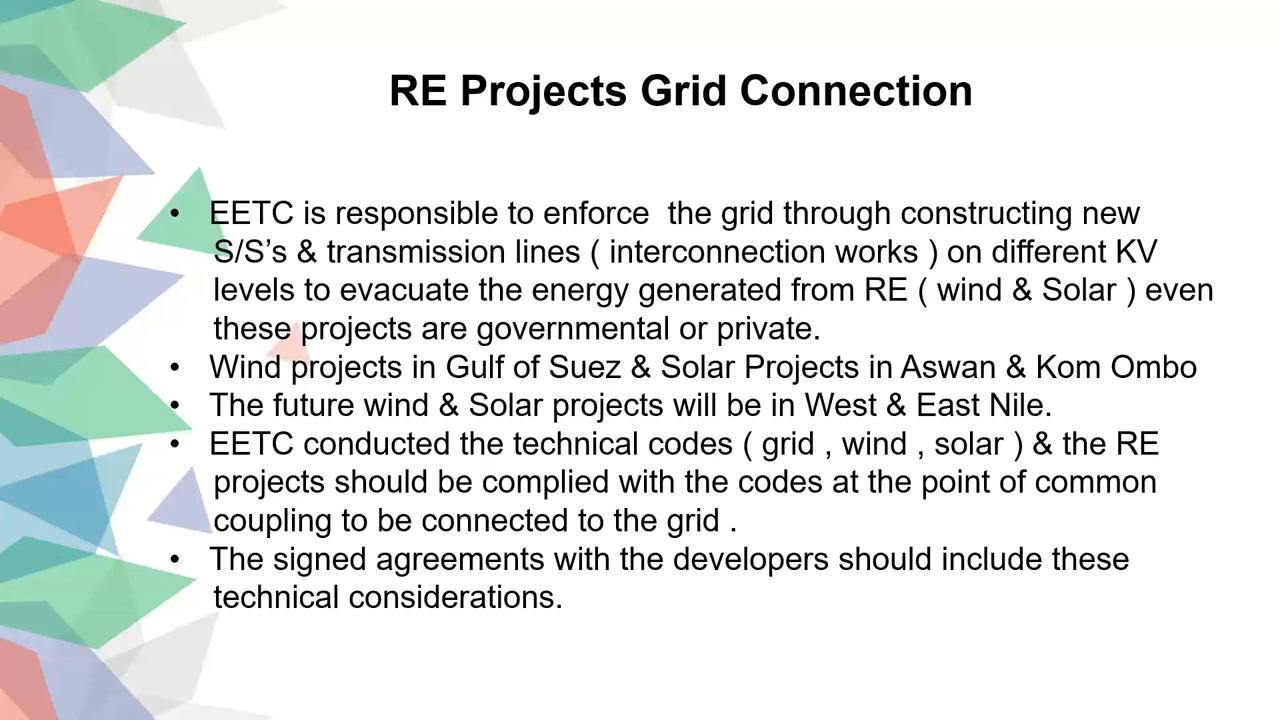 RE Projects Grid Connection
• EETC is responsible to enforce  the grid through constructing new
S/S’s & transmission lines ( interconnection works ) on different KV
levels to evacuate the energy generated from RE ( wind & Solar ) even
these projects are governmental or private.
• Wind projects in Gulf of Suez & Solar Projects in Aswan & Kom Ombo
• The future wind & Solar projects will be in West & East Nile.
• EETC conducted the technical codes ( grid , wind , solar ) & the RE
projects should be complied with the codes at the point of common
coupling to be connected to the grid .
• The signed agreements with the developers should include these
technical considerations.